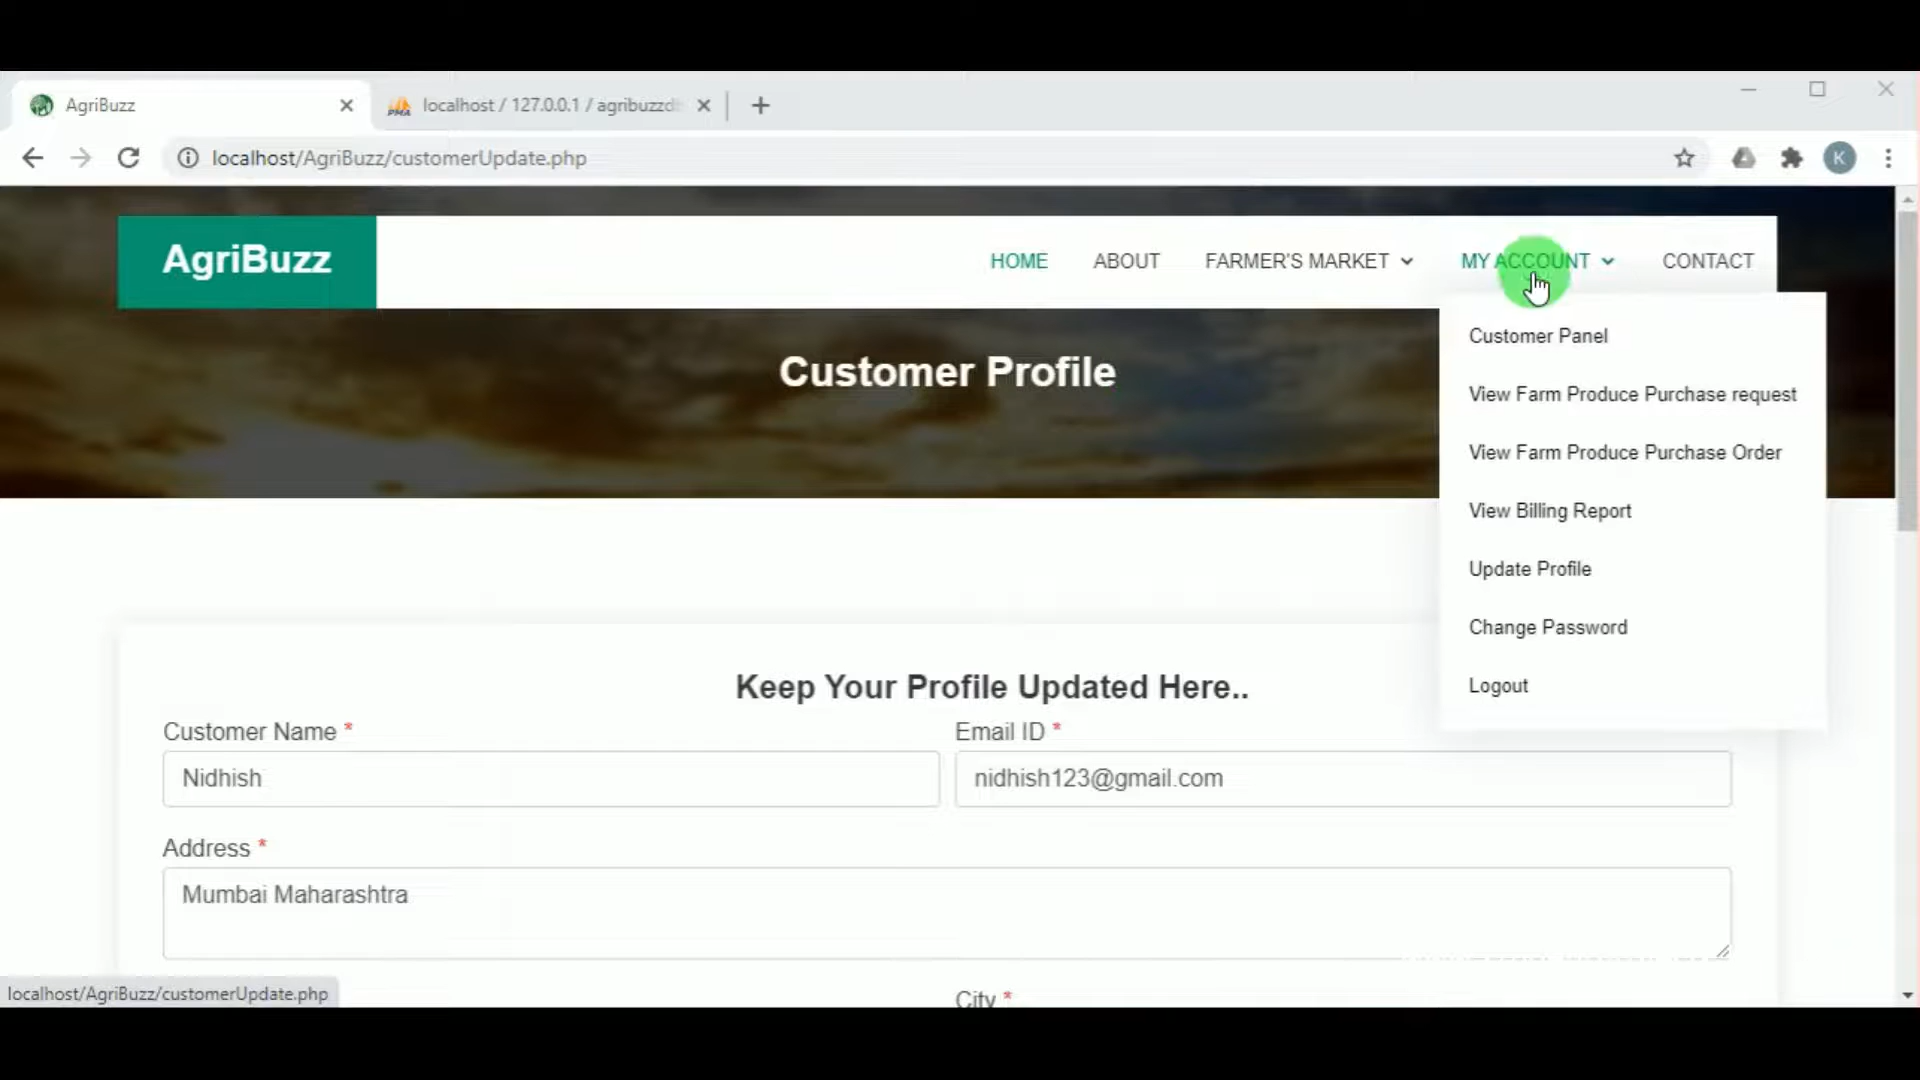 AgriBuzz
localhost / 127.0.0.1 / agribuzzd
localhost/AgriBuzz/customerUpdate.php
K
AgriBuzz
HOME
ABOUT
FARMER'S MARKET
MY ACCOUNT
CONTACT
Customer Profile
Customer Panel
View Farm Produce Purchase request
View Farm Produce Purchase Order
View Billing Report
Update Profile
Change Password
Logout
Keep Your Profile Updated Here..
Customer Name *
Email ID *
Nidhish
nidhish123@gmail.com
Address *
Mumbai Maharashtra
City *
localhost/AgriBuzz/customerUpdate.php